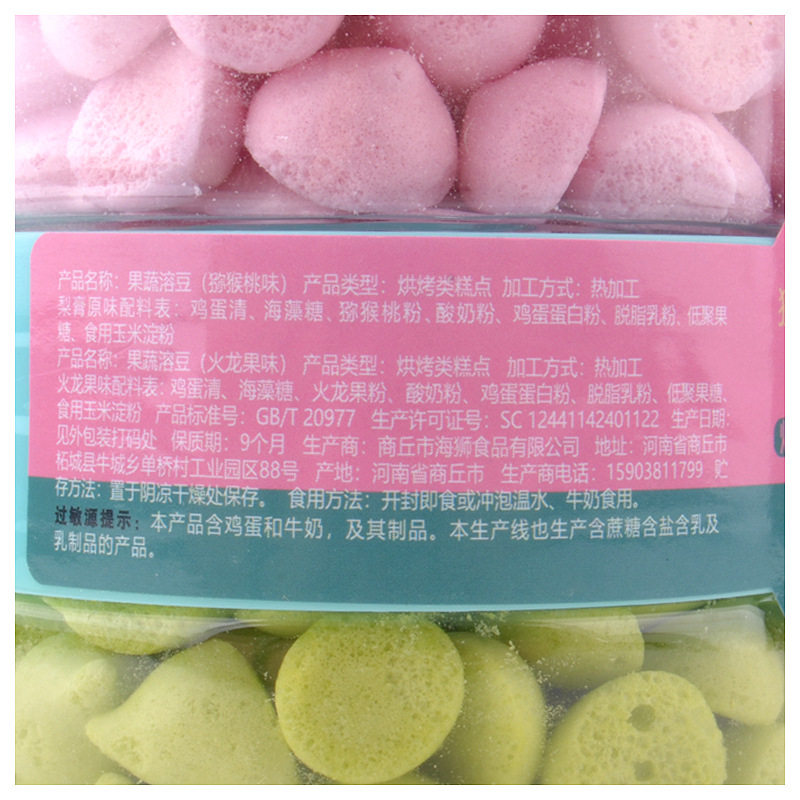 产品名称：果蔬溶豆（猕猴桃味） 产品类型：烘烤类糕点 加工方式：热加工
梨膏原味配料表：鸡蛋清、海藻糖、猕猴桃粉、酸奶粉、鸡蛋蛋白粉、脱脂乳粉、低聚果
糖、食用玉米淀粉
产品名称：果蔬溶豆（火龙果味） 产品类型：烘烤类糕点 加工方式：热加工
火龙果味配料表：鸡蛋清、海藻糖、火龙果粉、酸奶粉、鸡蛋蛋白粉、脱脂乳粉、低聚果糖、
食用玉米淀粉 产品标准号：GB/T 20977 生产许可证号：SC 12441142401122 生产日期：
见外包装打码处 保质期：9个月 生产商：商丘市海狮食品有限公司 地址：河南省商丘市
柘城县牛城乡单桥村工业园区88号 产地：河南省商丘市 生产商电话：15903811799 贮
存方法：置于阴凉干燥处保存。 食用方法：开封即食或冲泡温水、牛奶食用。
过敏源提示：本产品含鸡蛋和牛奶，及其制品。本生产线也生产含蔗糖含盐含乳及
乳制品的产品。